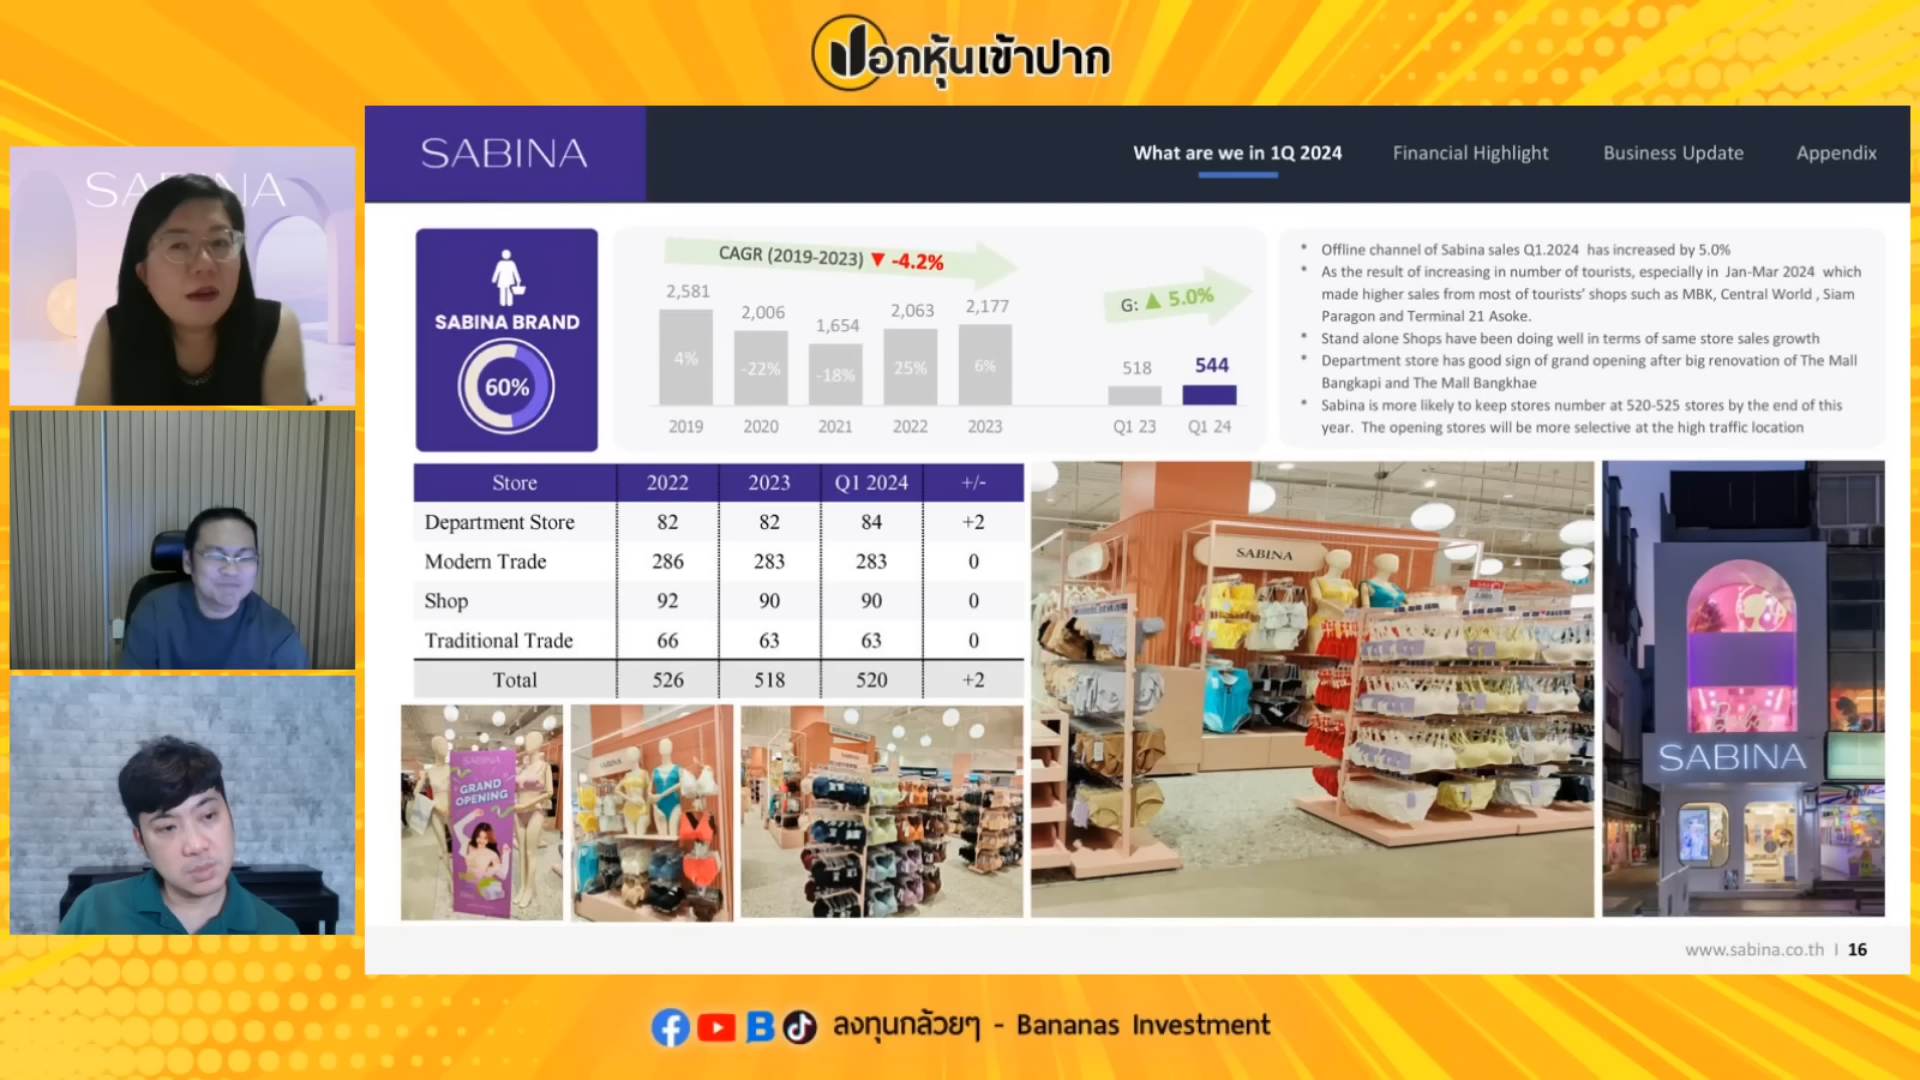 ปอกหุ้นเข้าปาก
SABINA
SABINA
What are we in 1Q 2024
Financial Highlight
Business Update
Appendix
SABINA BRAND
60%
CAGR (2019-2023) ▼ -4.2%
2,581
2,006
1,654
2,063
2,177
4%
-22%
-18%
25%
6%
2019
2020
2021
2022
2023
G: ▲ 5.0%
518
544
Q1 23
Q1 24
* Offline channel of Sabina sales Q1.2024 has increased by 5.0%
* As the result of increasing in number of tourists, especially in Jan-Mar 2024 which
made higher sales from most of tourists’ shops such as MBK, Central World , Siam
Paragon and Terminal 21 Asoke.
* Stand alone Shops have been doing well in terms of same store sales growth
* Department store has good sign of grand opening after big renovation of The Mall
Bangkapi and The Mall Bangkhae
* Sabina is more likely to keep stores number at 520-525 stores by the end of this
year. The opening stores will be more selective at the high traffic location
Store 2022 2023 Q1 2024 +/-
Department Store 82 82 84 +2
Modern Trade 286 283 283 0
Shop 92 90 90 0
Traditional Trade 66 63 63 0
Total 526 518 520 +2
SABINA
GRAND
OPENING
SABINA
SABINA
Barbie
SABINA
www.sabina.co.th | 16
ลงทุนกล้วยๆ - Bananas Investment